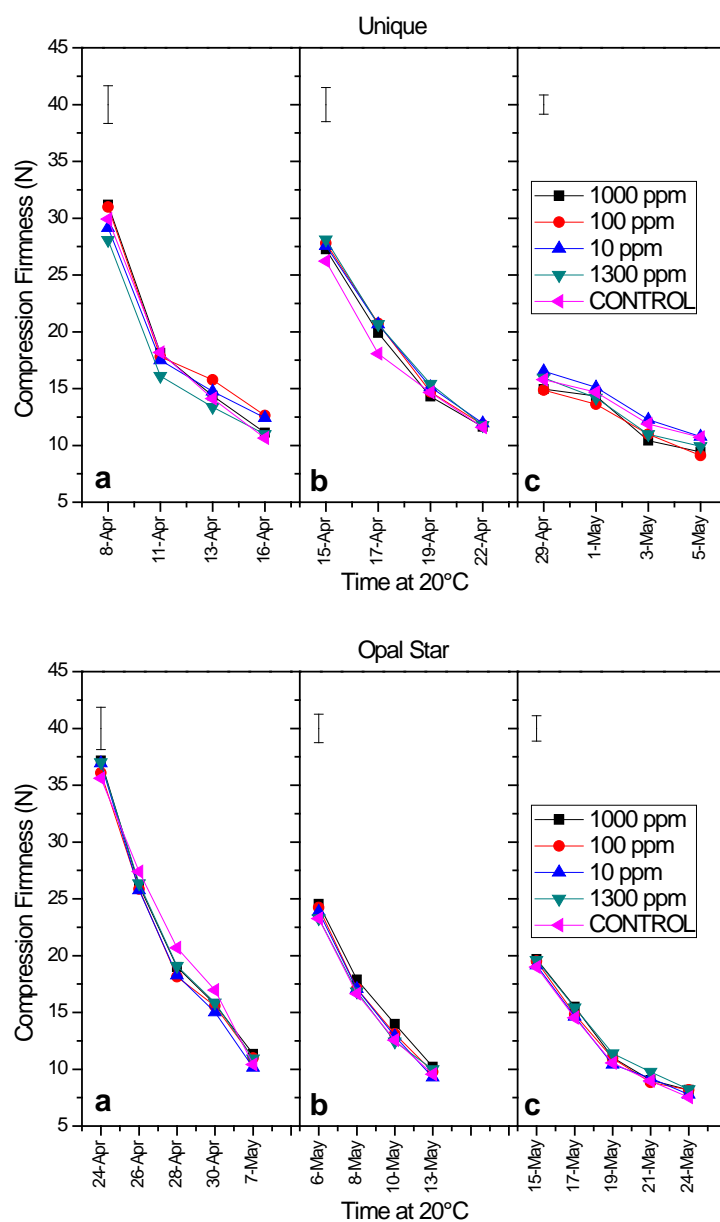 Unique
Compression Firmness (N)
45
40
35
30
25
20
15
10
5
a
b
c
1000 ppm
100 ppm
10 ppm
1300 ppm
CONTROL
8-Apr
11-Apr
13-Apr
16-Apr
15-Apr
17-Apr
19-Apr
22-Apr
29-Apr
1-May
3-May
5-May
Time at 20°C
Opal Star
Compression Firmness (N)
45
40
35
30
25
20
15
10
5
a
b
c
1000 ppm
100 ppm
10 ppm
1300 ppm
CONTROL
24-Apr
26-Apr
28-Apr
30-Apr
7-May
6-May
8-May
10-May
13-May
15-May
17-May
19-May
21-May
24-May
Time at 20°C